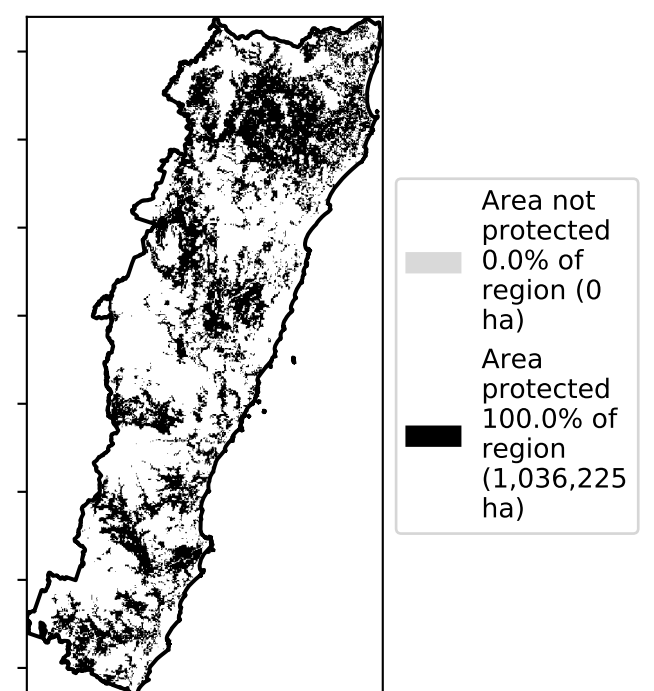 Area not
protected
0.0% of
region (0
ha)
Area
protected
100.0% of
region
(1,036,225
ha)